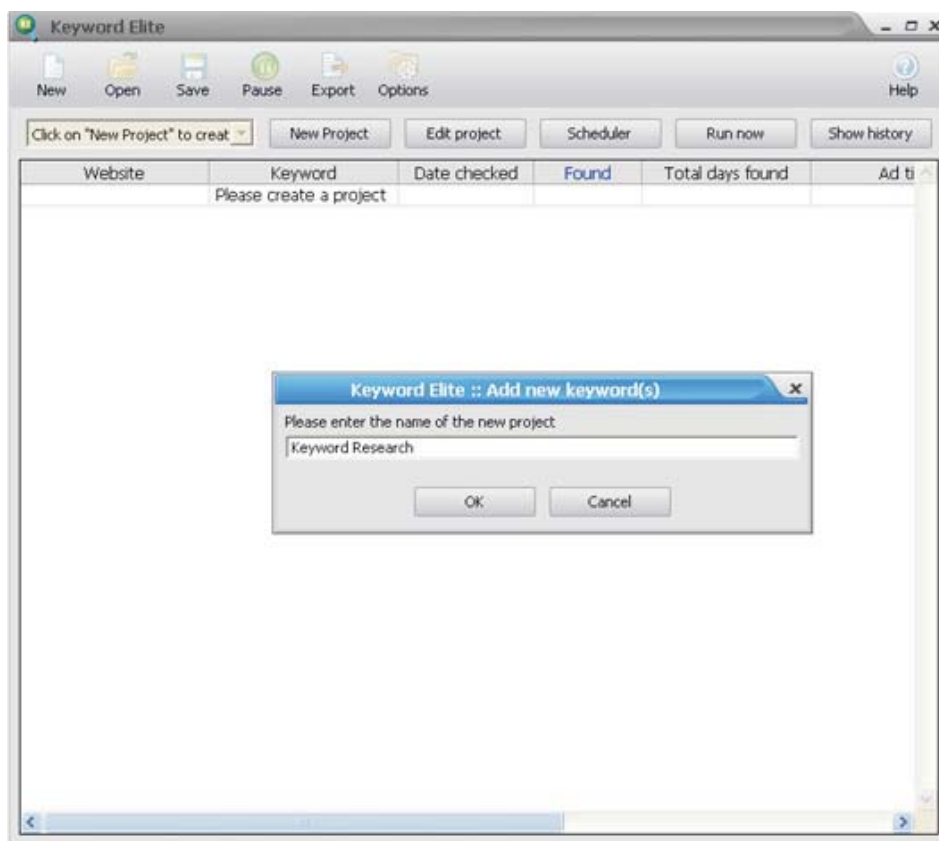 Keyword Elite
New Open Save Pause Export Options Help
Click on "New Project" to creat New Project Edit project Scheduler Run now Show history
Website Keyword Date checked Found Total days found Ad ti
Please create a project
Keyword Elite :: Add new keyword(s)
Please enter the name of the new project
Keyword Research
OK Cancel